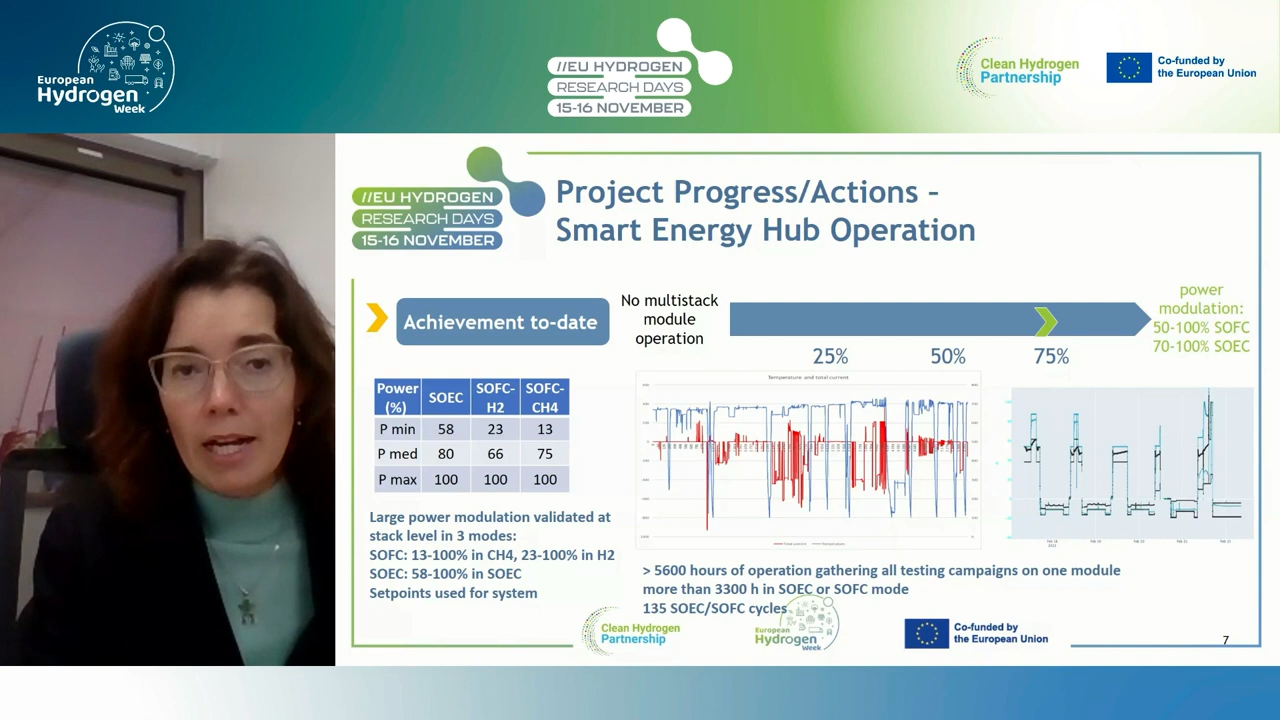 European
Hydrogen
Week
//EU HYDROGEN
RESEARCH DAYS
15-16 NOVEMBER
Clean Hydrogen
Partnership
Co-funded by
the European Union
//EU HYDROGEN
RESEARCH DAYS
15-16 NOVEMBER
Project Progress/Actions –
Smart Energy Hub Operation
Achievement to-date
No multistack
module
operation
25%
50%
75%
power
modulation:
50-100% SOFC
70-100% SOEC
Power (%) SOEC SOFC-H2 SOFC-CH4
P min 58 23 13
P med 80 66 75
P max 100 100 100
Large power modulation validated at
stack level in 3 modes:
SOFC: 13-100% in CH4, 23-100% in H2
SOEC: 58-100% in SOEC
Setpoints used for system
Temperature and total current
> 5600 hours of operation gathering all testing campaigns on one module
more than 3300 h in SOEC or SOFC mode
135 SOEC/SOFC cycles
Clean Hydrogen
Partnership
European
Hydrogen
Week
Co-funded by
the European Union
7